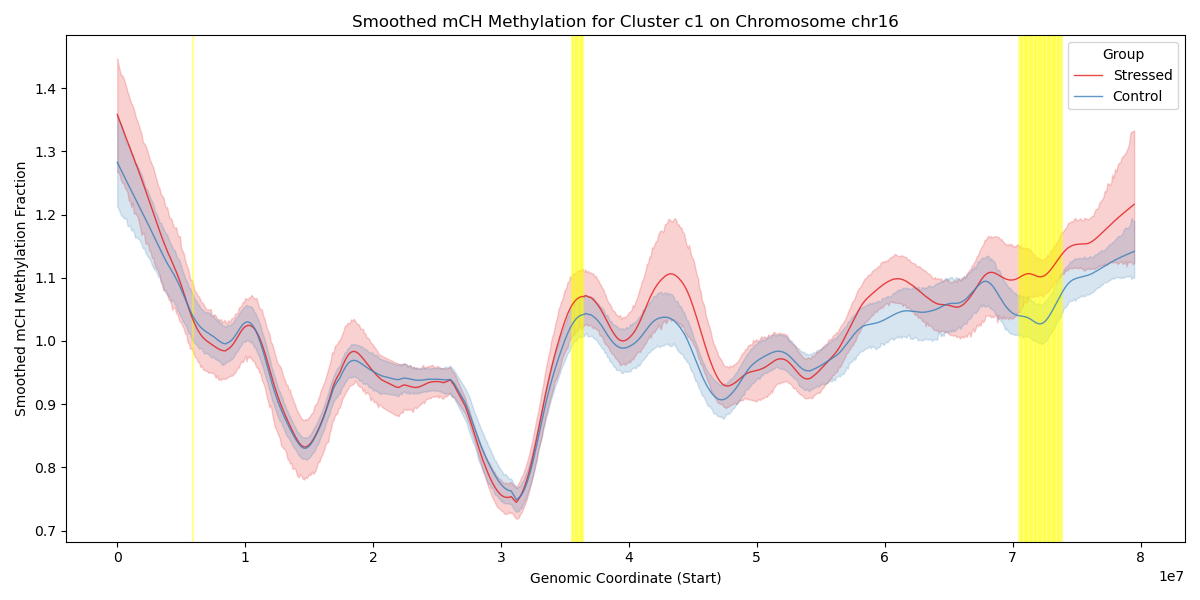 Smoothed mCH Methylation for Cluster c1 on Chromosome chr16
Smoothed mCH Methylation Fraction
1.4
1.3
1.2
1.1
1.0
0.9
0.8
0.7
Group
Stressed
Control
0 1 2 3 4 5 6 7 8
1e7
Genomic Coordinate (Start)